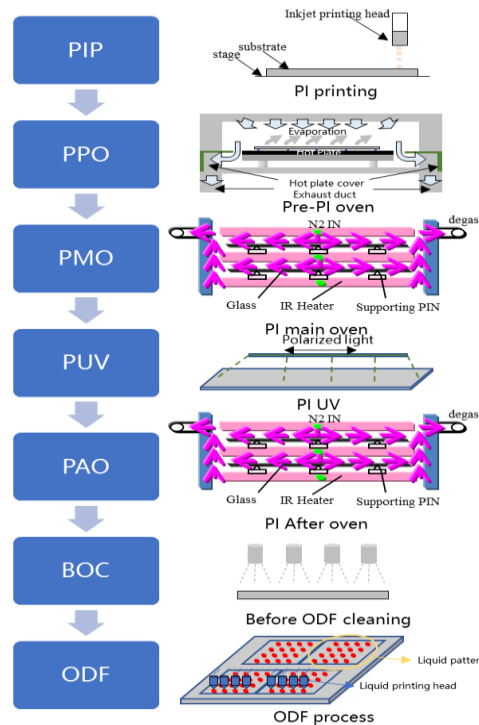 PIP
Inkjet printing head
substrate
stage
PI printing
PPO
Evaporation
Hot Plate
Hot plate cover
Exhaust duct
Pre-PI oven
PMO
N2 IN
degas
Glass
IR Heater
Supporting PIN
PI main oven
PUV
Polarized light
PI UV
PAO
N2 IN
degas
Glass
IR Heater
Supporting PIN
PI After oven
BOC
Before ODF cleaning
ODF
Liquid patter
Liquid printing head
ODF process